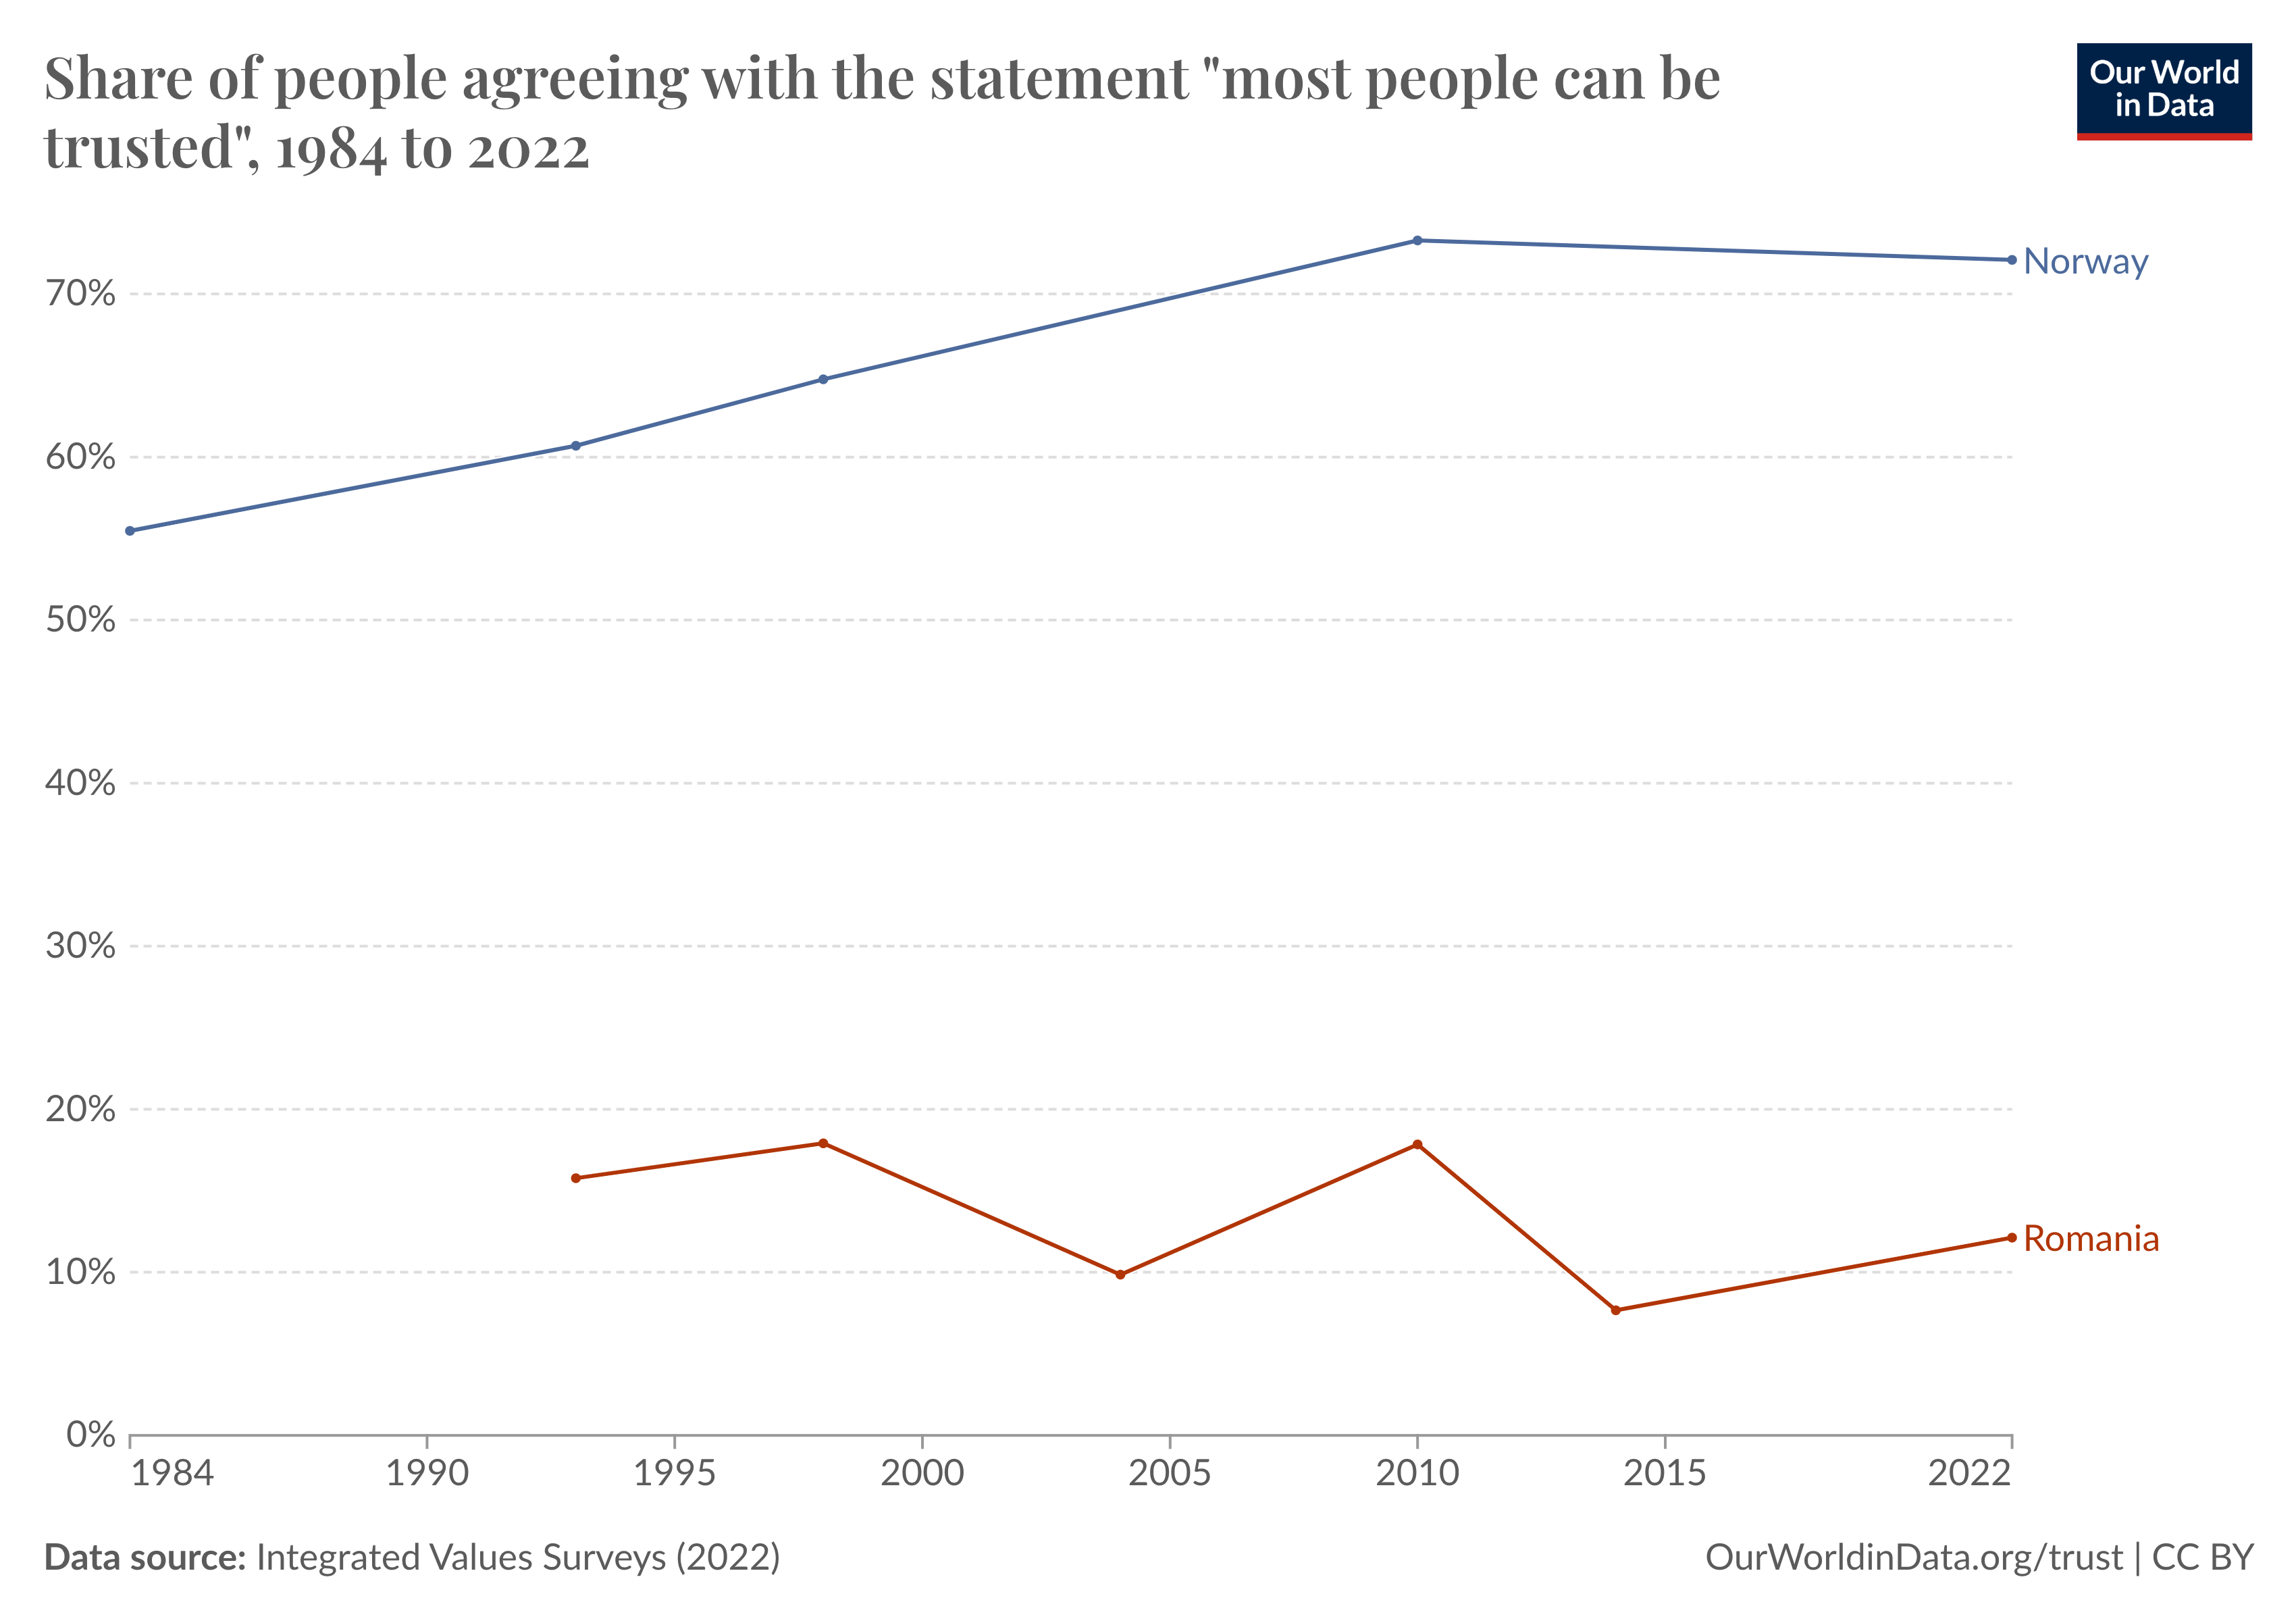 Share of people agreeing with the statement "most people can be
trusted", 1984 to 2022
Our World
in Data
70%
60%
50%
40%
30%
20%
10%
0%
Norway
Romania
1984
1990
1995
2000
2005
2010
2015
2022
Data source: Integrated Values Surveys (2022)
OurWorldinData.org/trust | CC BY